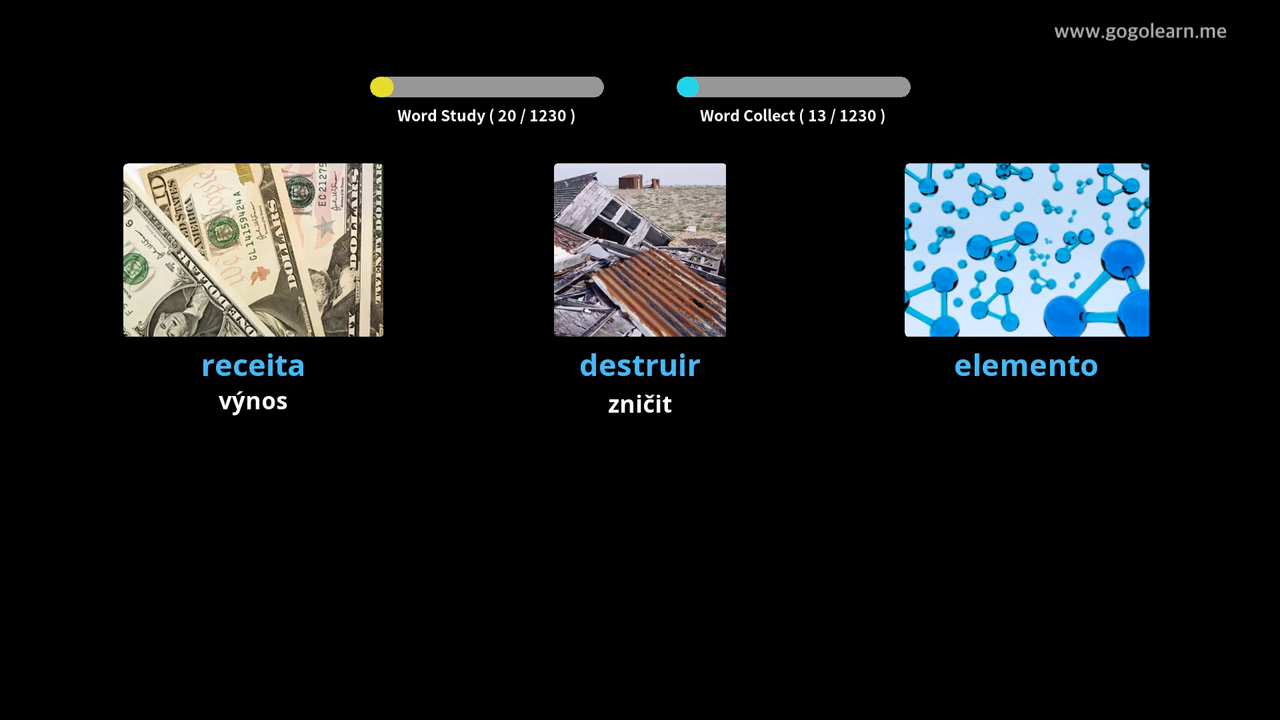 www.gogolearn.me
Word Study ( 20 / 1230 )
Word Collect ( 13 / 1230 )
receita
destruir
elemento
výnos
zničit